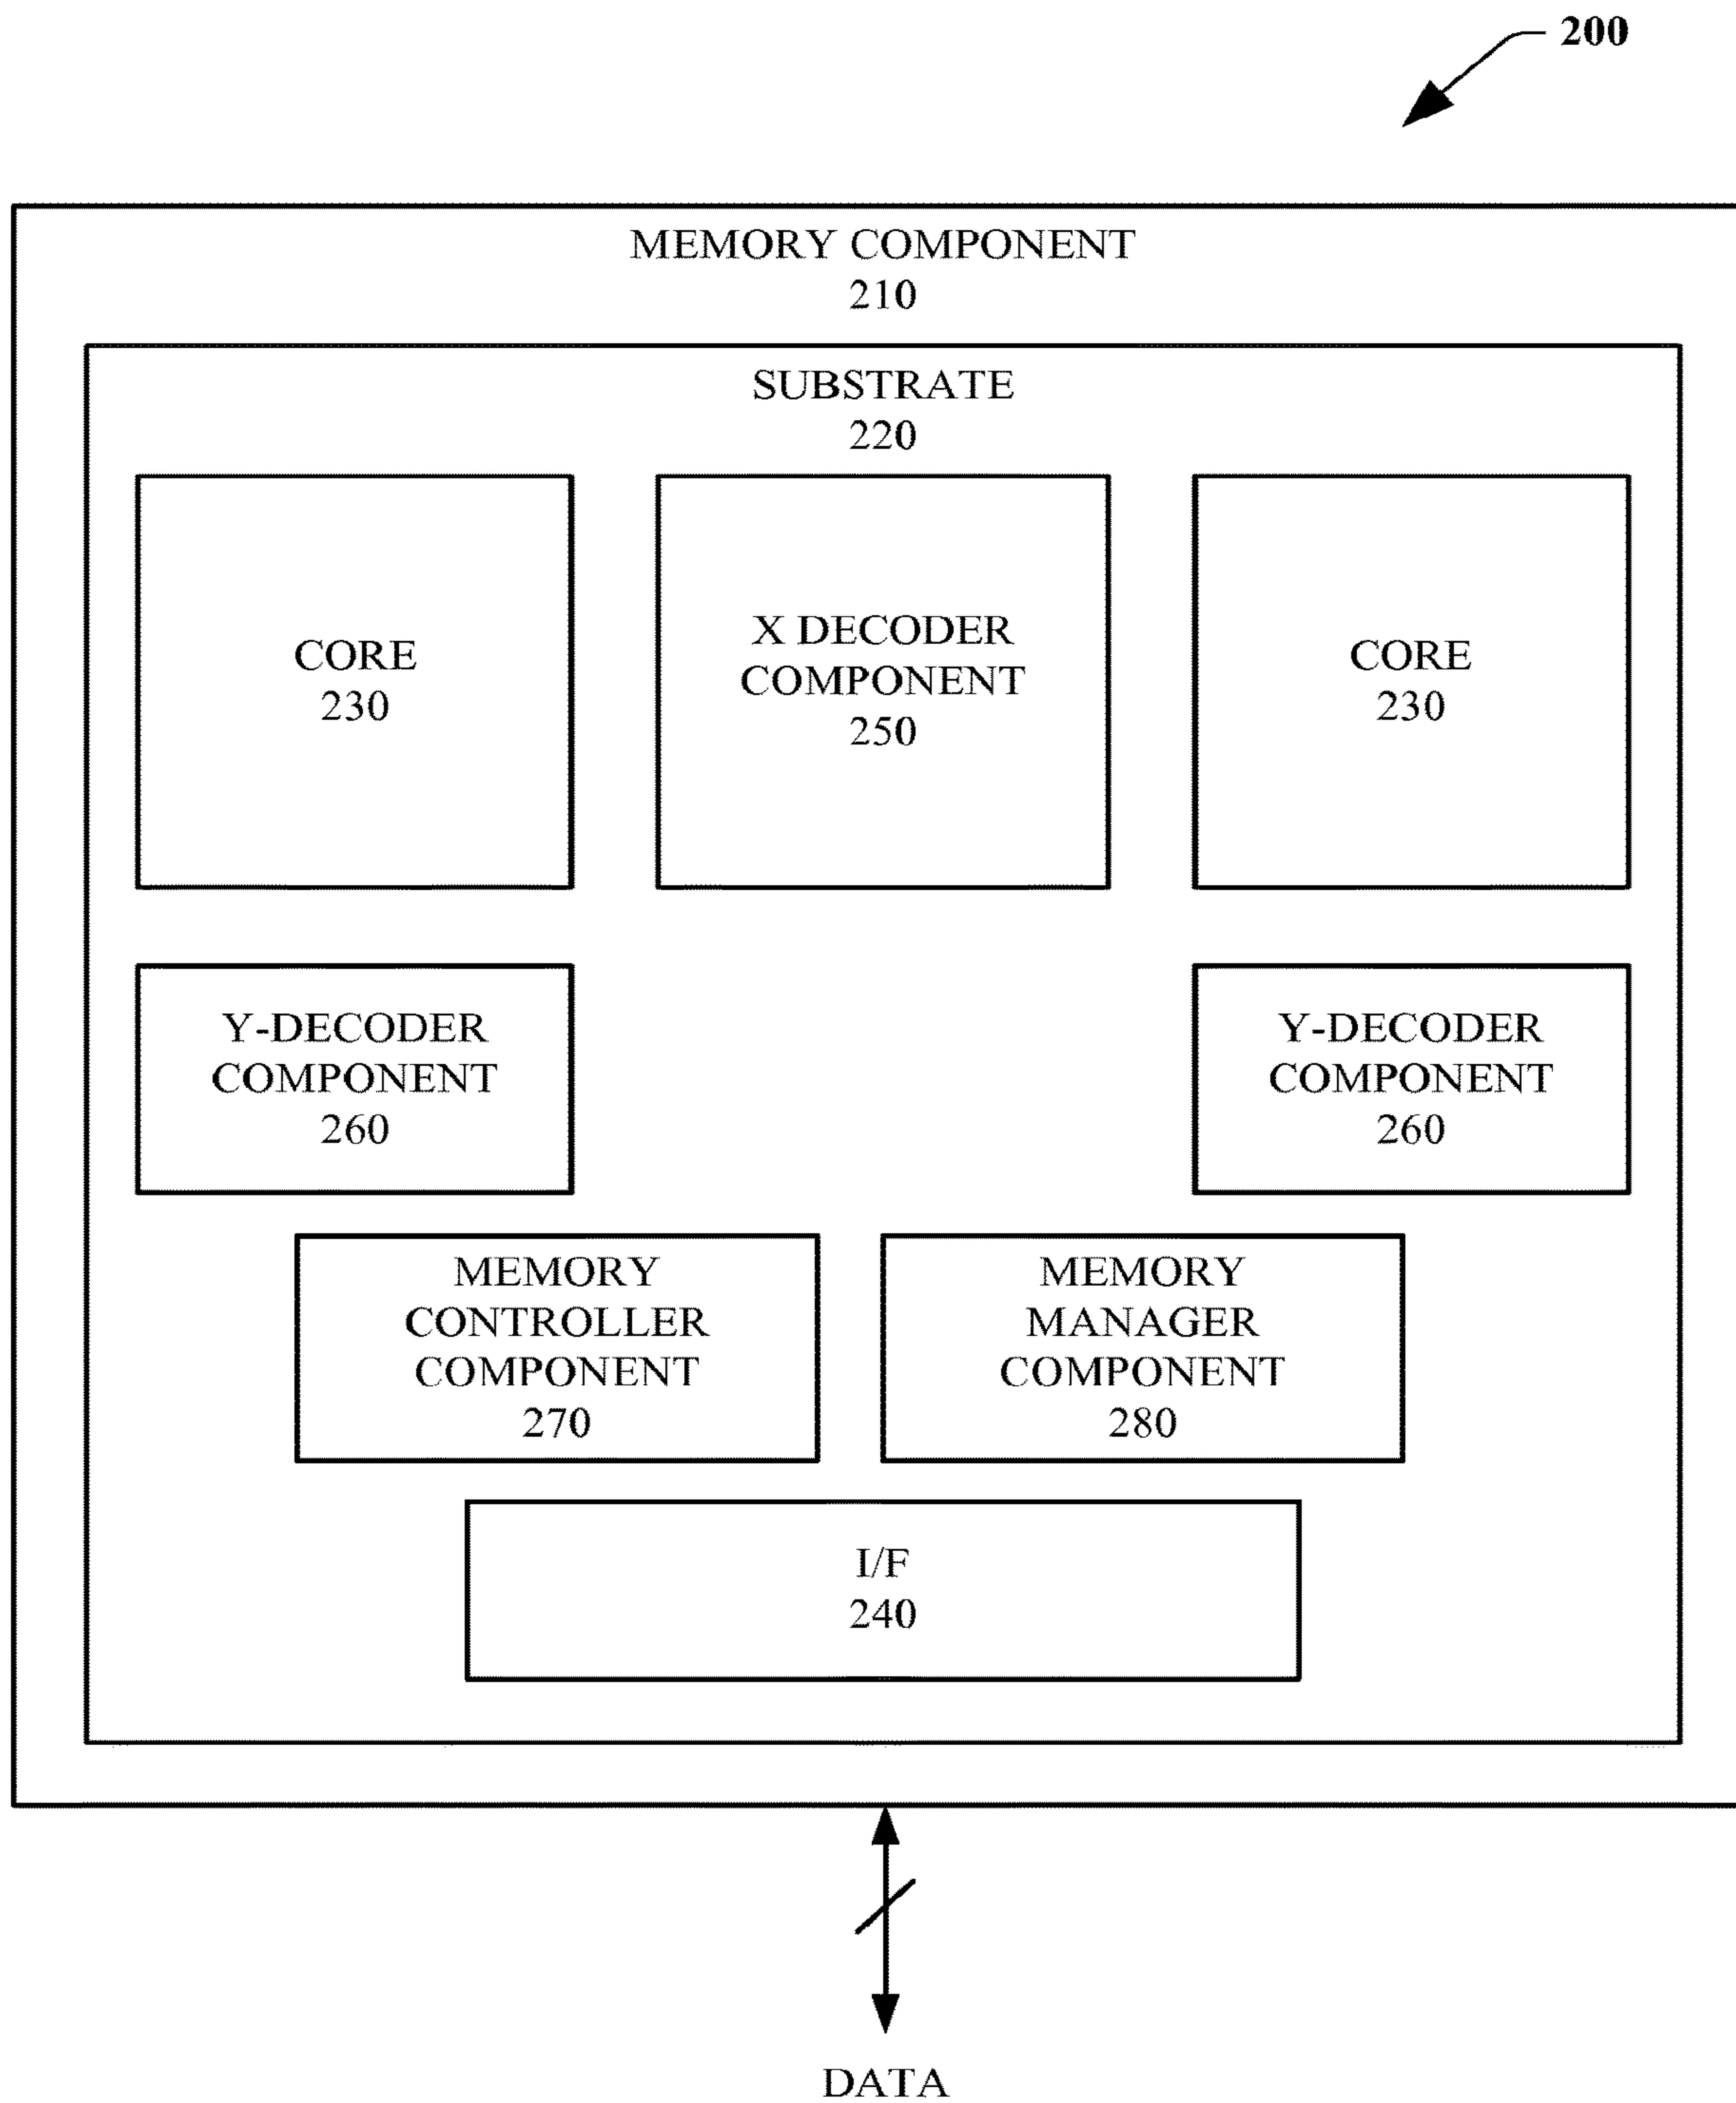 200
MEMORY COMPONENT
210
SUBSTRATE
220
CORE
230
X DECODER
COMPONENT
250
CORE
230
Y-DECODER
COMPONENT
260
Y-DECODER
COMPONENT
260
MEMORY
CONTROLLER
COMPONENT
270
MEMORY
MANAGER
COMPONENT
280
I/F
240
DATA